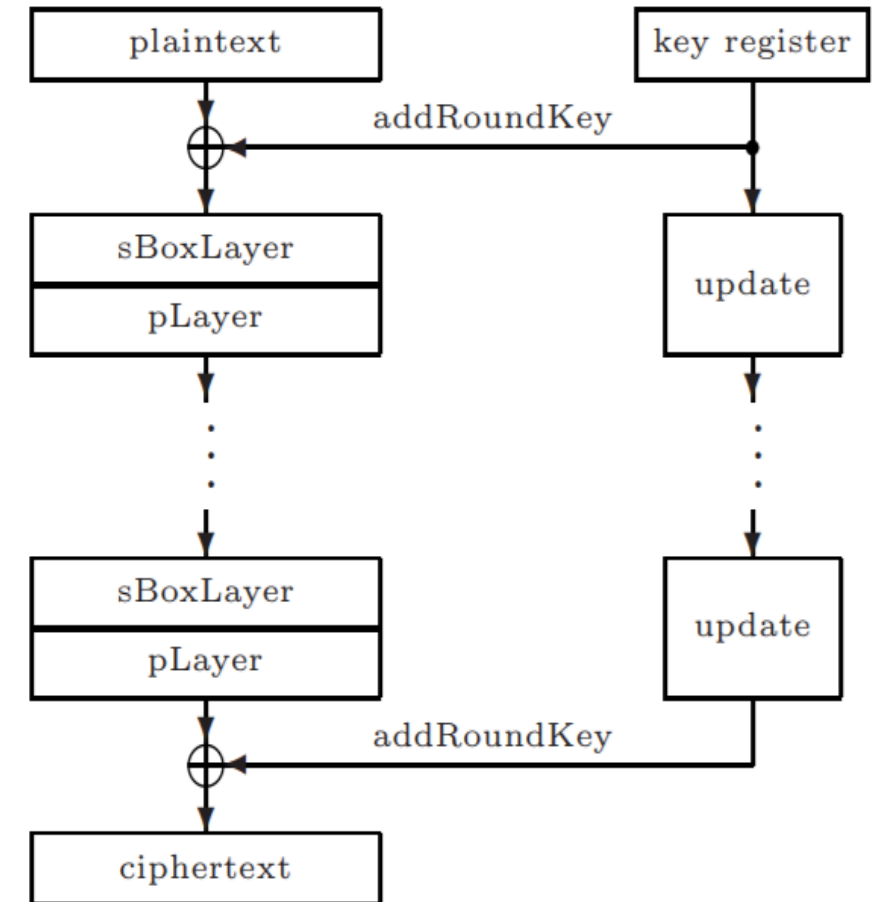 plaintext
key register
addRoundKey
sBoxLayer
pLayer
update
sBoxLayer
pLayer
update
addRoundKey
ciphertext